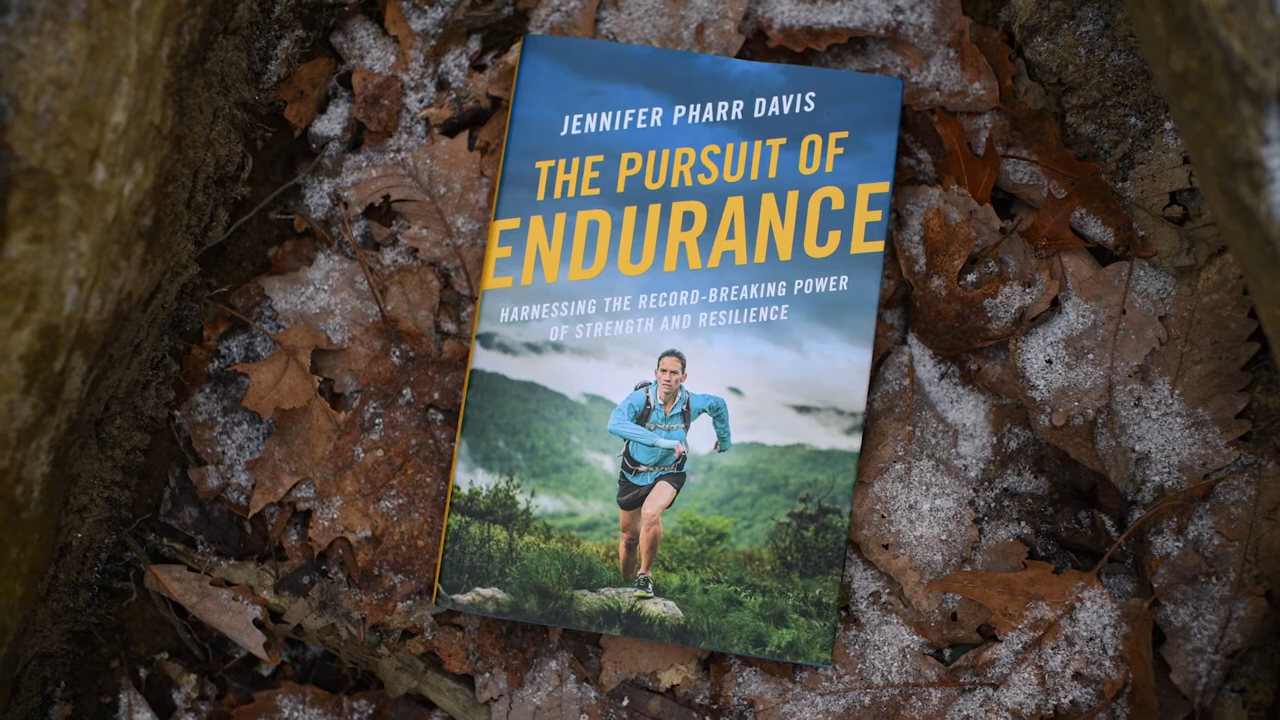 JENNIFER PHARR DAVIS
THE PURSUIT OF
ENDURANCE
HARNESSING THE RECORD-BREAKING POWER
OF STRENGTH AND RESILIENCE